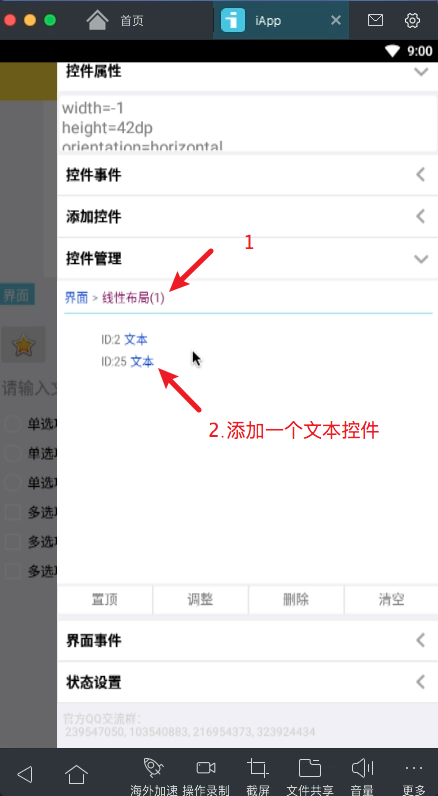 首页
iApp
9:00
控件属性
width=-1
height=42dp
orientation=horizontal
控件事件
添加控件
1
控件管理
界面
界面 > 线性布局(1)
ID:2 文本
ID:25 文本
请输入文
单选项
2.添加一个文本控件
单选项
单选项
多选项
多选项
多选项
置顶
调整
删除
清空
界面事件
状态设置
官方QQ交流群:
239547050, 103540883, 216954373, 323924434
海外加速
操作录制
截屏
文件共享
音量
更多